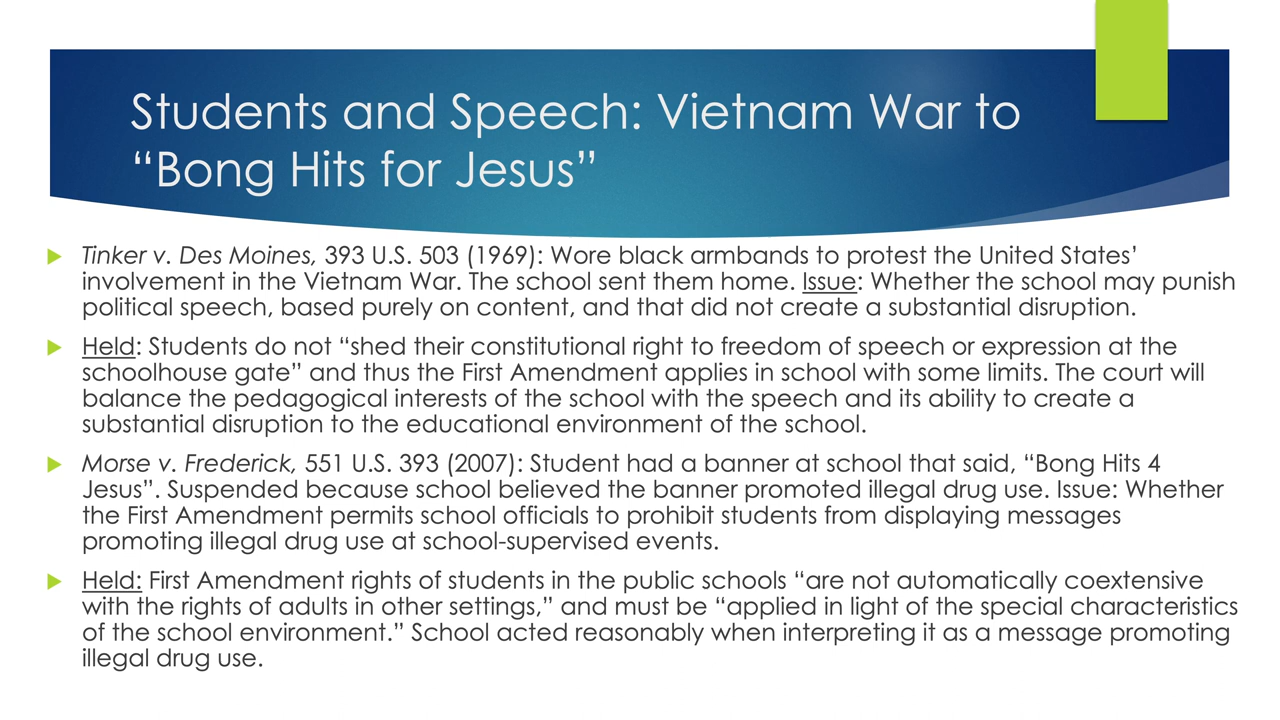 Students and Speech: Vietnam War to
“Bong Hits for Jesus”
Tinker v. Des Moines, 393 U.S. 503 (1969): Wore black armbands to protest the United States’
involvement in the Vietnam War. The school sent them home. Issue: Whether the school may punish
political speech, based purely on content, and that did not create a substantial disruption.
Held: Students do not “shed their constitutional right to freedom of speech or expression at the
schoolhouse gate” and thus the First Amendment applies in school with some limits. The court will
balance the pedagogical interests of the school with the speech and its ability to create a
substantial disruption to the educational environment of the school.
Morse v. Frederick, 551 U.S. 393 (2007): Student had a banner at school that said, “Bong Hits 4
Jesus”. Suspended because school believed the banner promoted illegal drug use. Issue: Whether
the First Amendment permits school officials to prohibit students from displaying messages
promoting illegal drug use at school-supervised events.
Held: First Amendment rights of students in the public schools “are not automatically coextensive
with the rights of adults in other settings,” and must be “applied in light of the special characteristics
of the school environment.” School acted reasonably when interpreting it as a message promoting
illegal drug use.